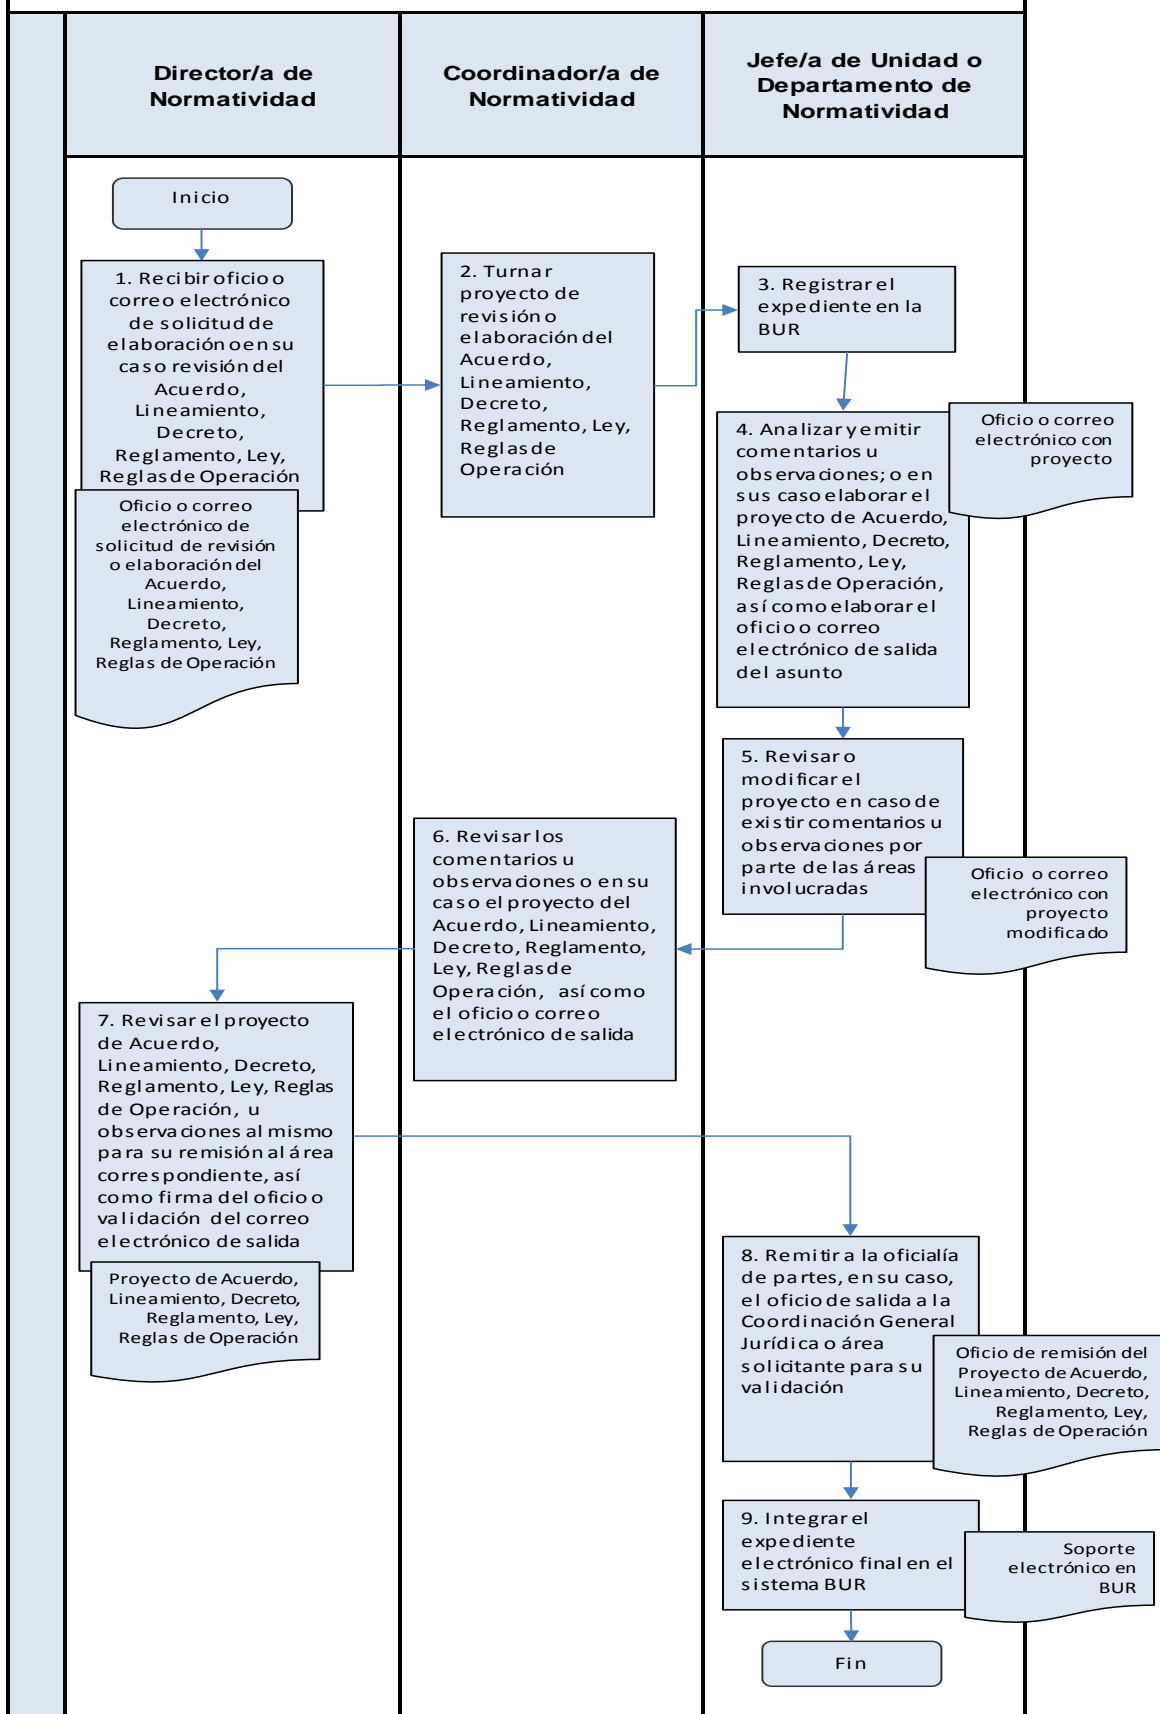 Director/a de
Normatividad
Coordinador/a de
Normatividad
Jefe/a de Unidad o
Departamento de
Normatividad
Inicio
1. Recibir oficio o
correo electrónico
de solicitud de
elaboración o en su
caso revisión del
Acuerdo,
Lineamiento,
Decreto,
Reglamento, Ley,
Reglas de Operación
Oficio o correo
electrónico de
solicitud de revisión
o elaboración del
Acuerdo,
Lineamiento,
Decreto,
Reglamento, Ley,
Reglas de Operación
2. Turnar
proyecto de
revisión o
elaboración del
Acuerdo,
Lineamiento,
Decreto,
Reglamento, Ley,
Reglas de
Operación
3. Registrar el
expediente en la
BUR
4. Analizar y emitir
comentarios u
observaciones; o en
sus caso elaborar el
proyecto de Acuerdo,
Lineamiento, Decreto,
Reglamento, Ley,
Reglas de Operación,
así como elaborar el
oficio o correo
electrónico de salida
del asunto
Oficio o correo
electrónico con
proyecto
5. Revisar o
modificar el
proyecto en caso de
existir comentarios u
observaciones por
parte de las áreas
involucradas
Oficio o correo
electrónico con
proyecto
modificado
6. Revisar los
comentarios u
observaciones o en su
caso el proyecto del
Acuerdo, Lineamiento,
Decreto, Reglamento,
Ley, Reglas de
Operación, así como
el oficio o correo
electrónico de salida
7. Revisar el proyecto
de Acuerdo,
Lineamiento, Decreto,
Reglamento, Ley, Reglas
de Operación, u
observaciones al mismo
para su remisión al área
correspondiente, así
como firma del oficio o
validación del correo
electrónico de salida
Proyecto de Acuerdo,
Lineamiento, Decreto,
Reglamento, Ley,
Reglas de Operación
8. Remitir a la oficialía
de partes, en su caso,
el oficio de salida a la
Coordinación General
Jurídica o área
solicitante para su
validación
Oficio de remisión del
Proyecto de Acuerdo,
Lineamiento, Decreto,
Reglamento, Ley,
Reglas de Operación
9. Integrar el
expediente
electrónico final en el
sistema BUR
Soporte
electrónico en
BUR
Fin